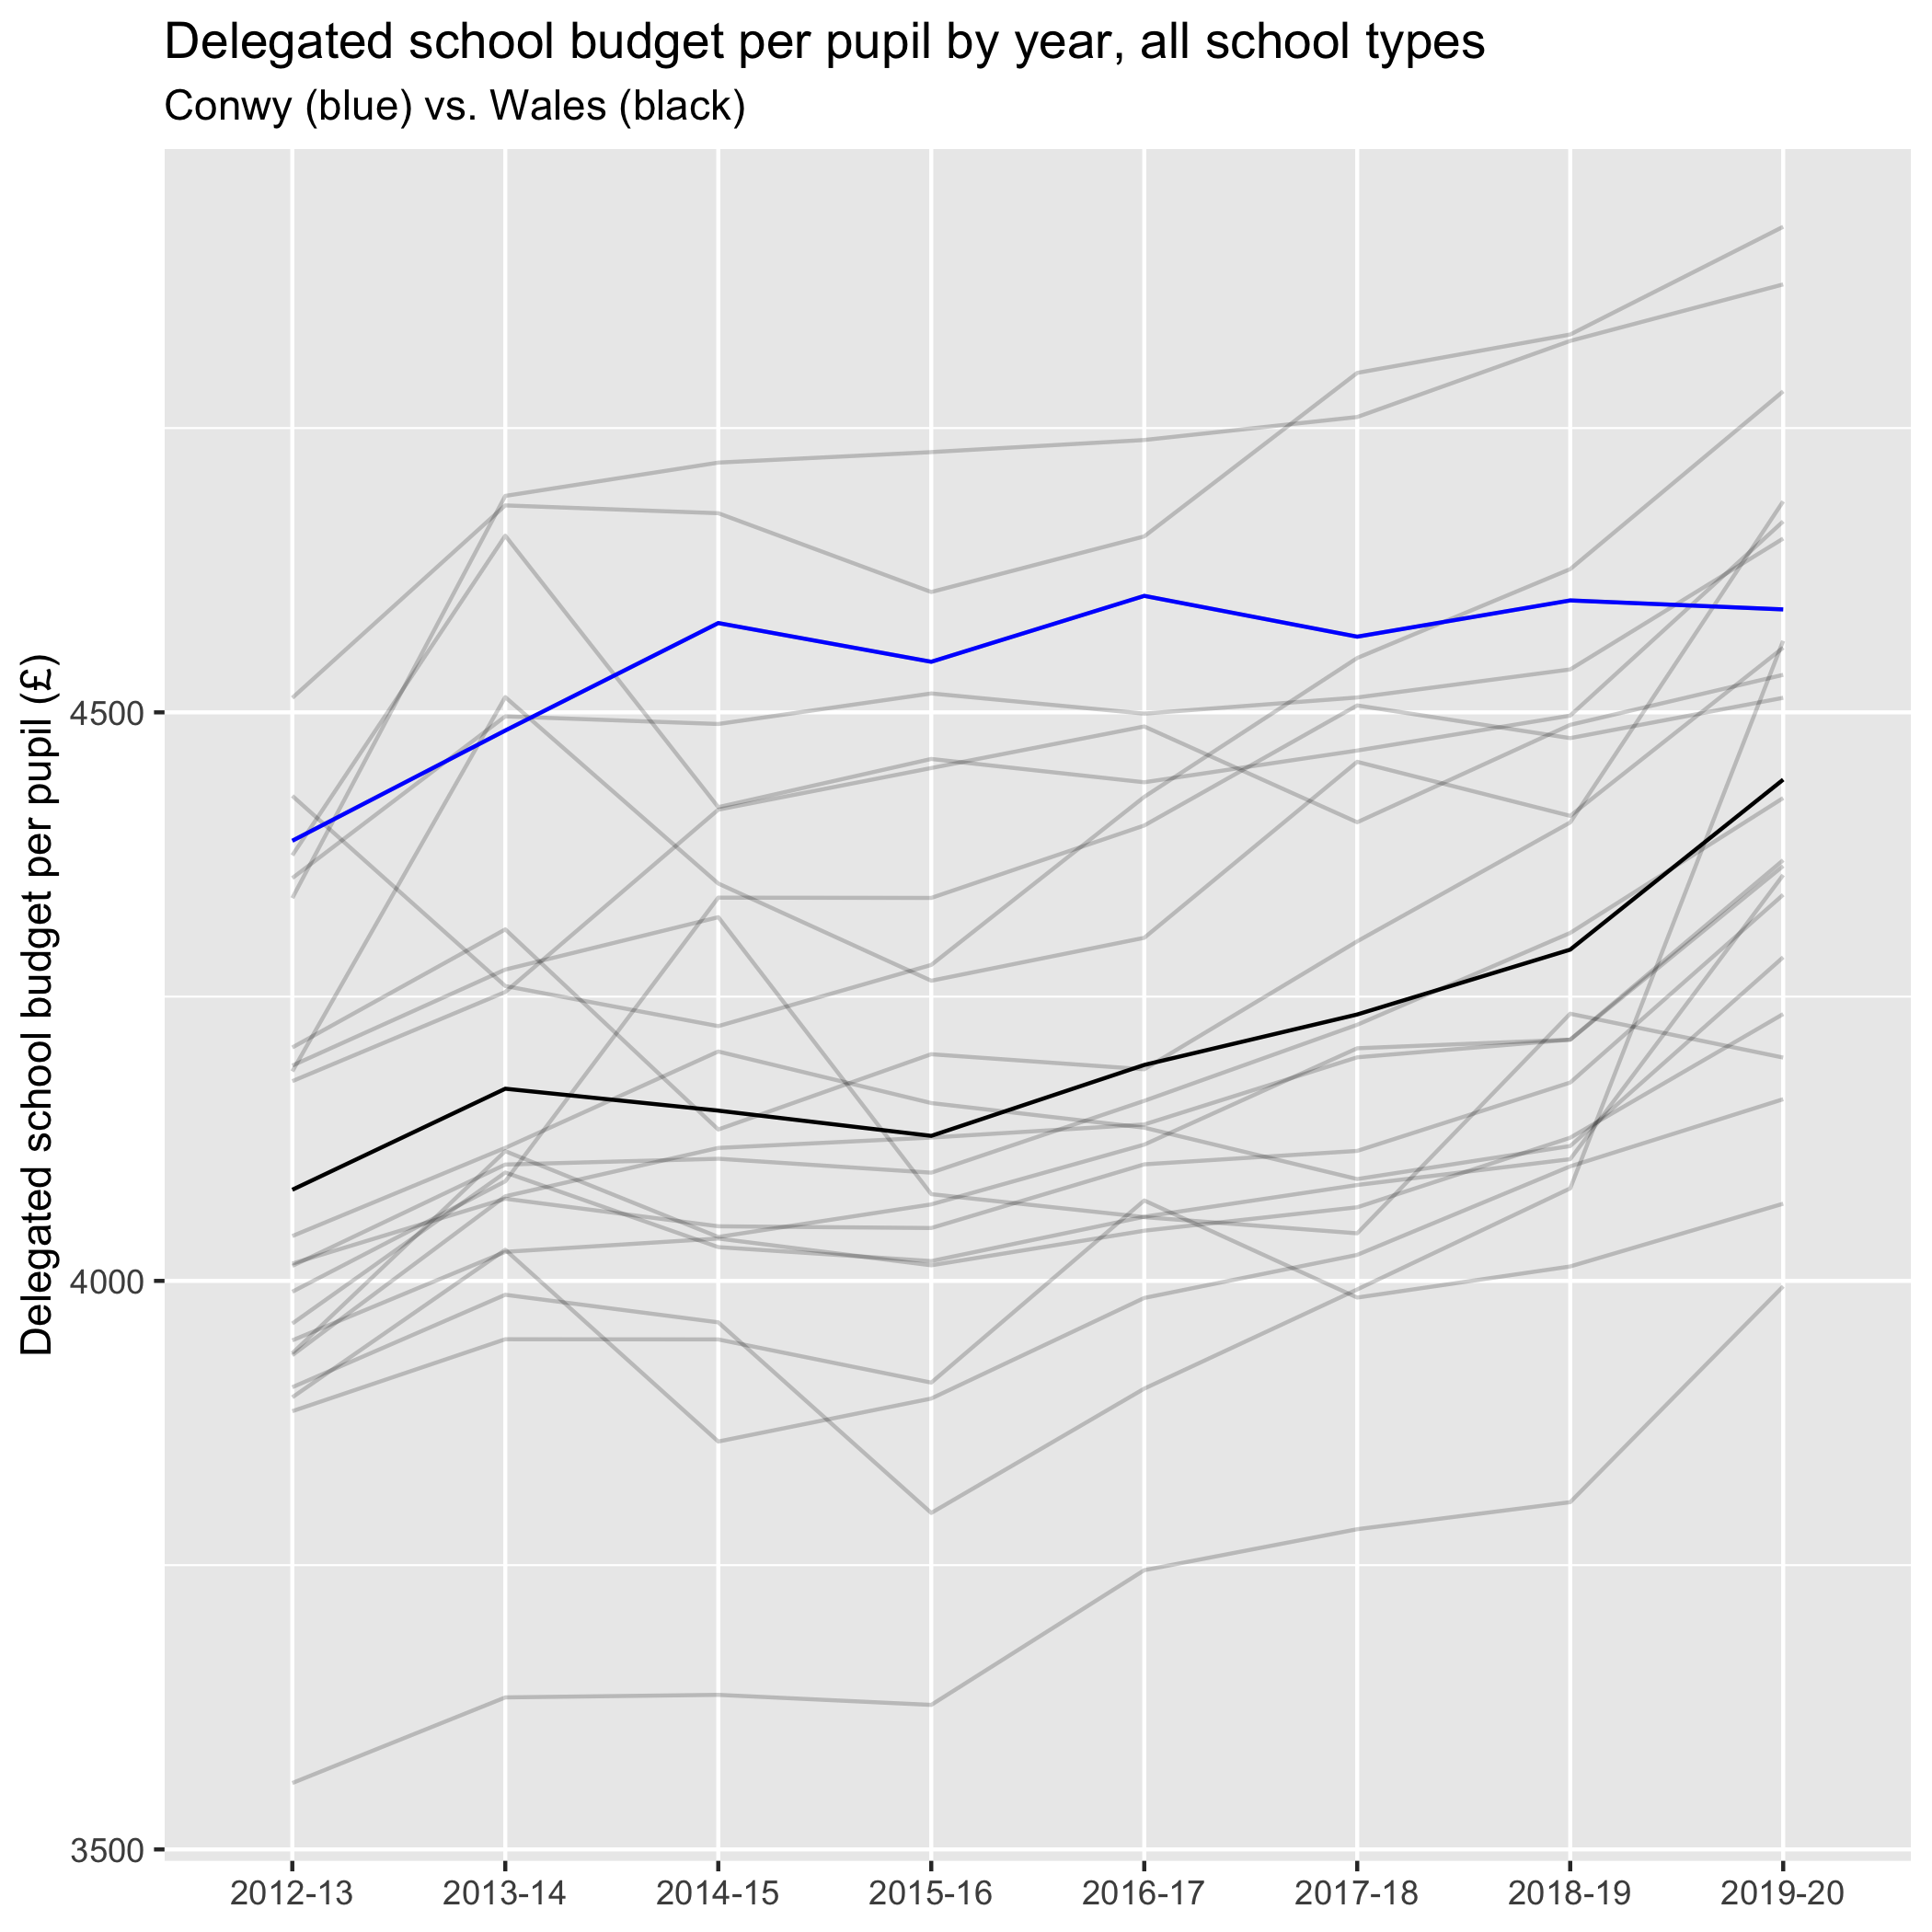 Delegated school budget per pupil by year, all school types
Conwy (blue) vs. Wales (black)
Delegated school budget per pupil (£)
4500
4000
3500
2012-13 2013-14 2014-15 2015-16 2016-17 2017-18 2018-19 2019-20